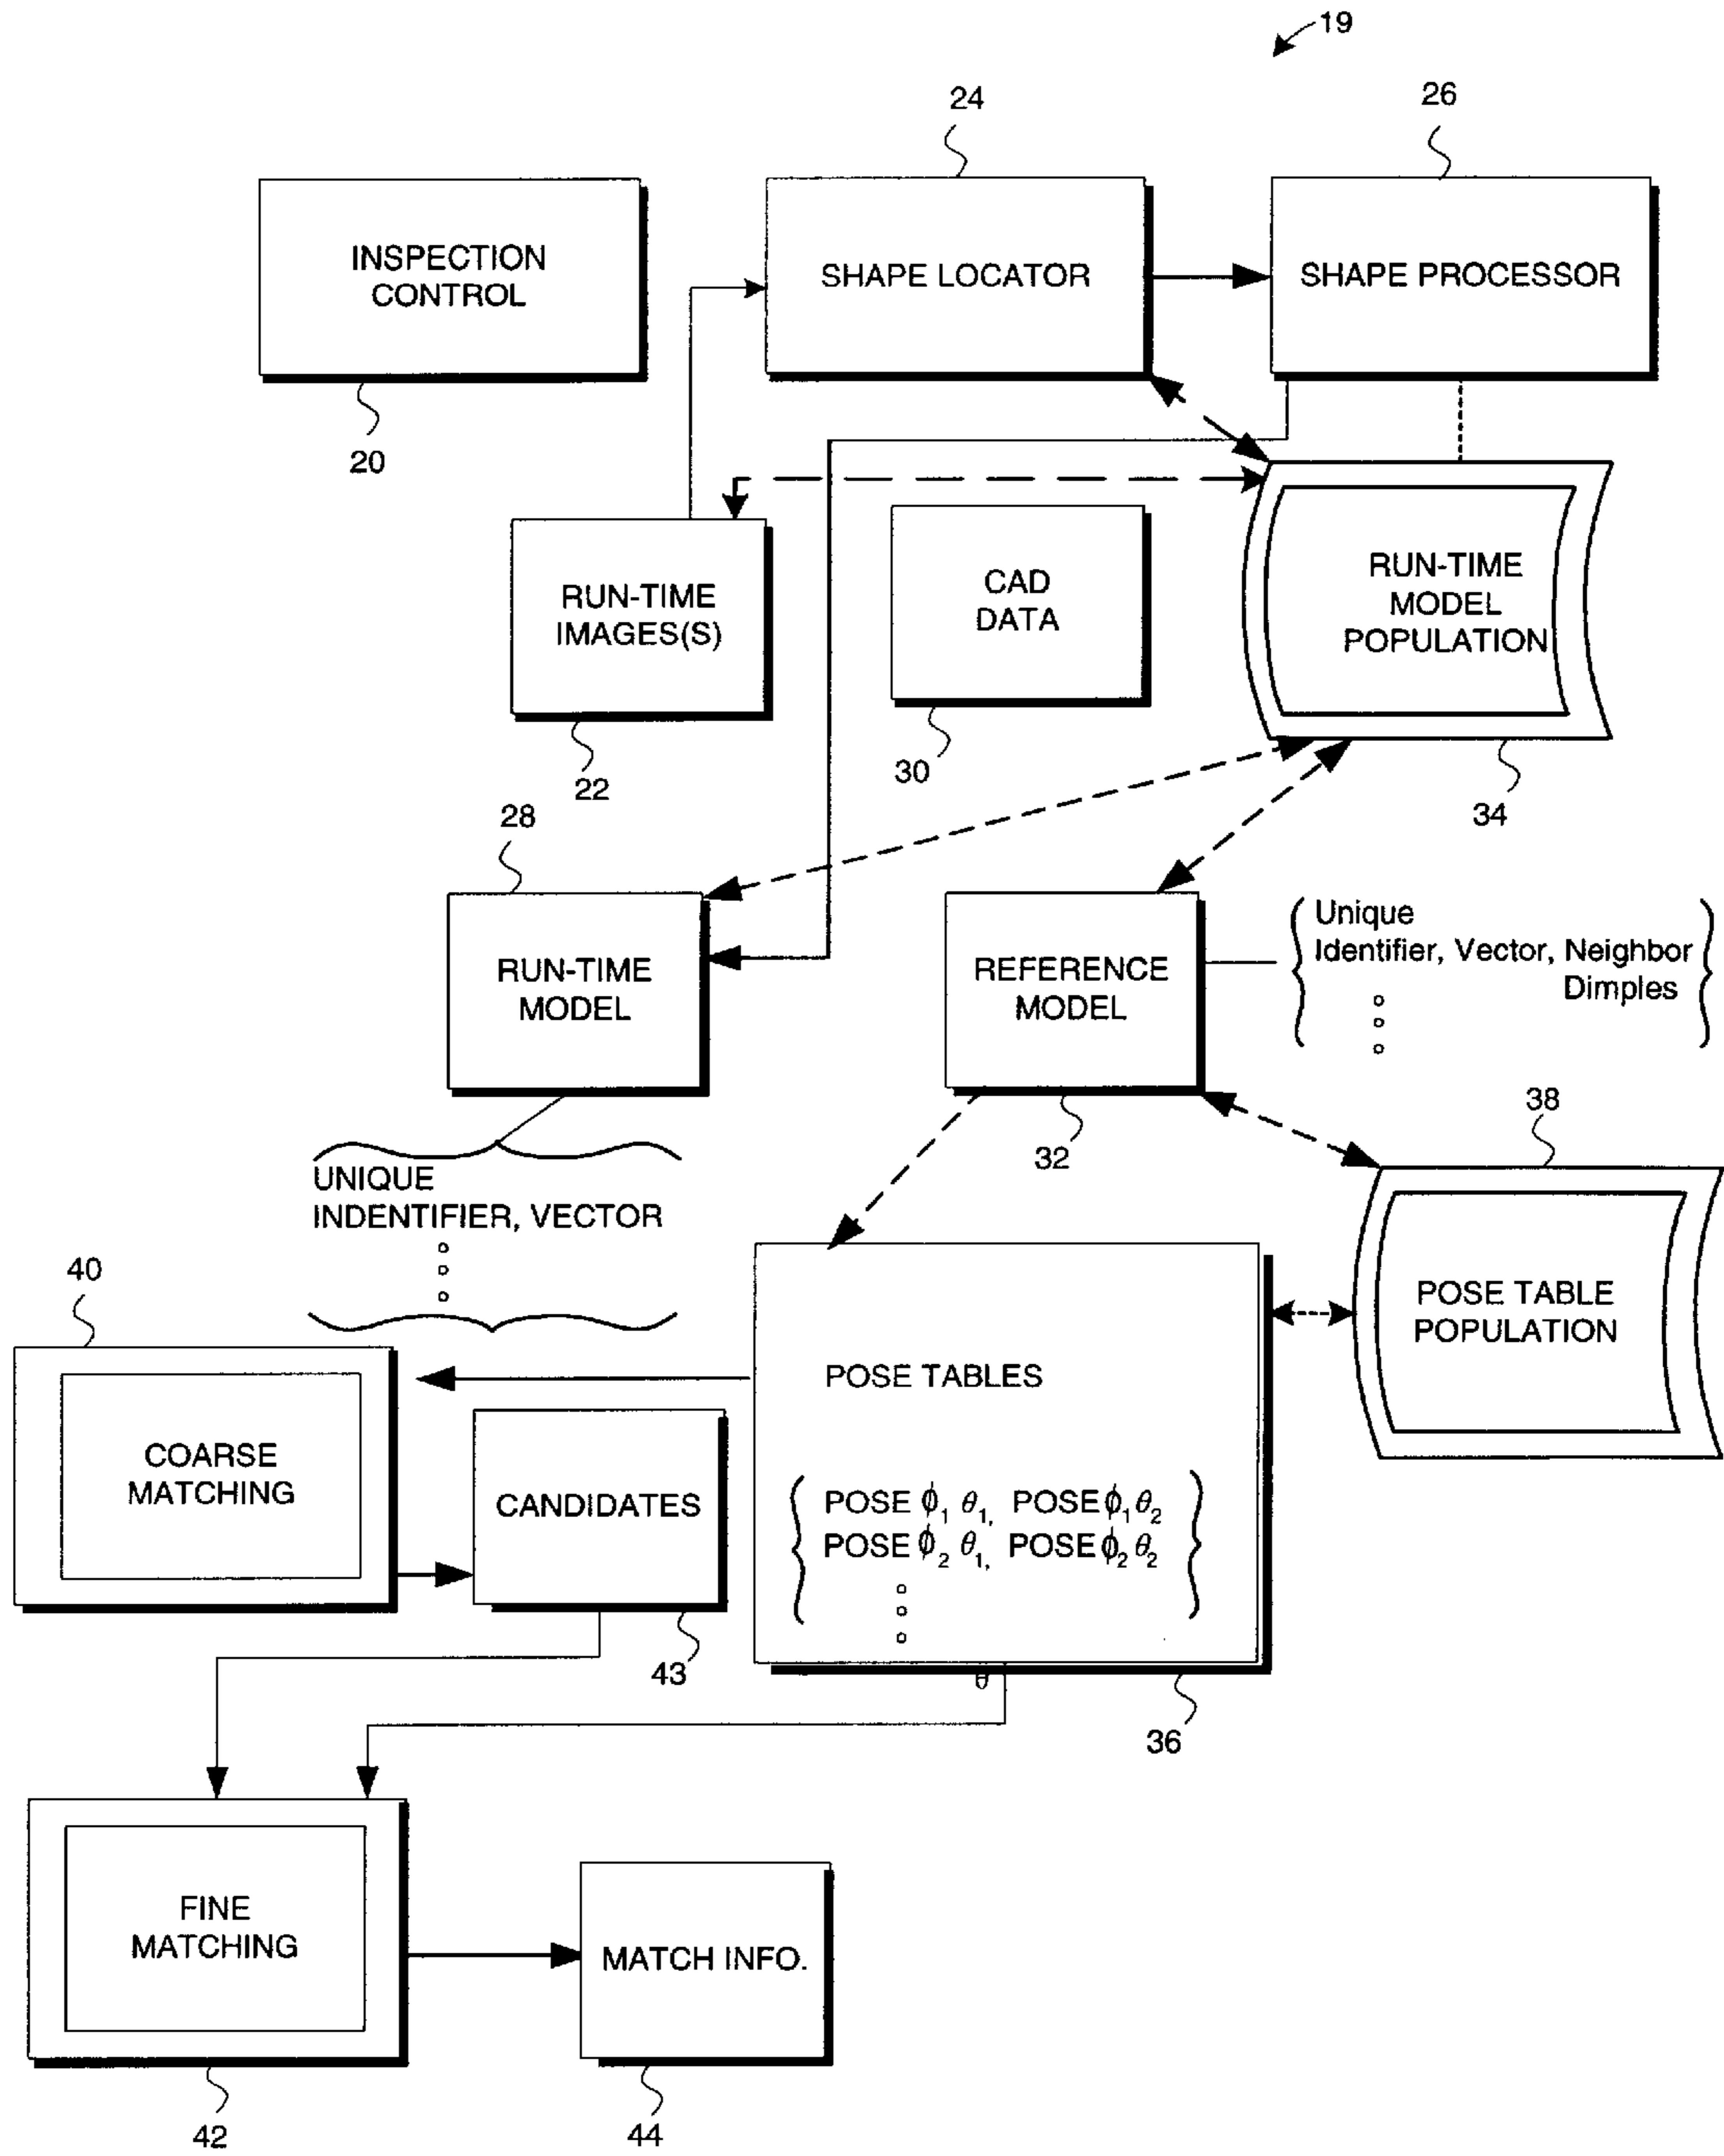 19
24
26
INSPECTION
CONTROL
SHAPE LOCATOR
SHAPE PROCESSOR
20
RUN-TIME
IMAGES(S)
CAD
DATA
RUN-TIME
MODEL
POPULATION
22
30
34
28
RUN-TIME
MODEL
REFERENCE
MODEL
Unique
Identifier, Vector, Neighbor
Dimples
32
38
UNIQUE
INDENTIFIER, VECTOR
40
POSE TABLES
POSE TABLE
POPULATION
COARSE
MATCHING
CANDIDATES
POSE ϕ₁ θ₁, POSE ϕ₁ θ₂
POSE ϕ₂ θ₁, POSE ϕ₂ θ₂
43
θ
36
FINE
MATCHING
MATCH INFO.
42
44